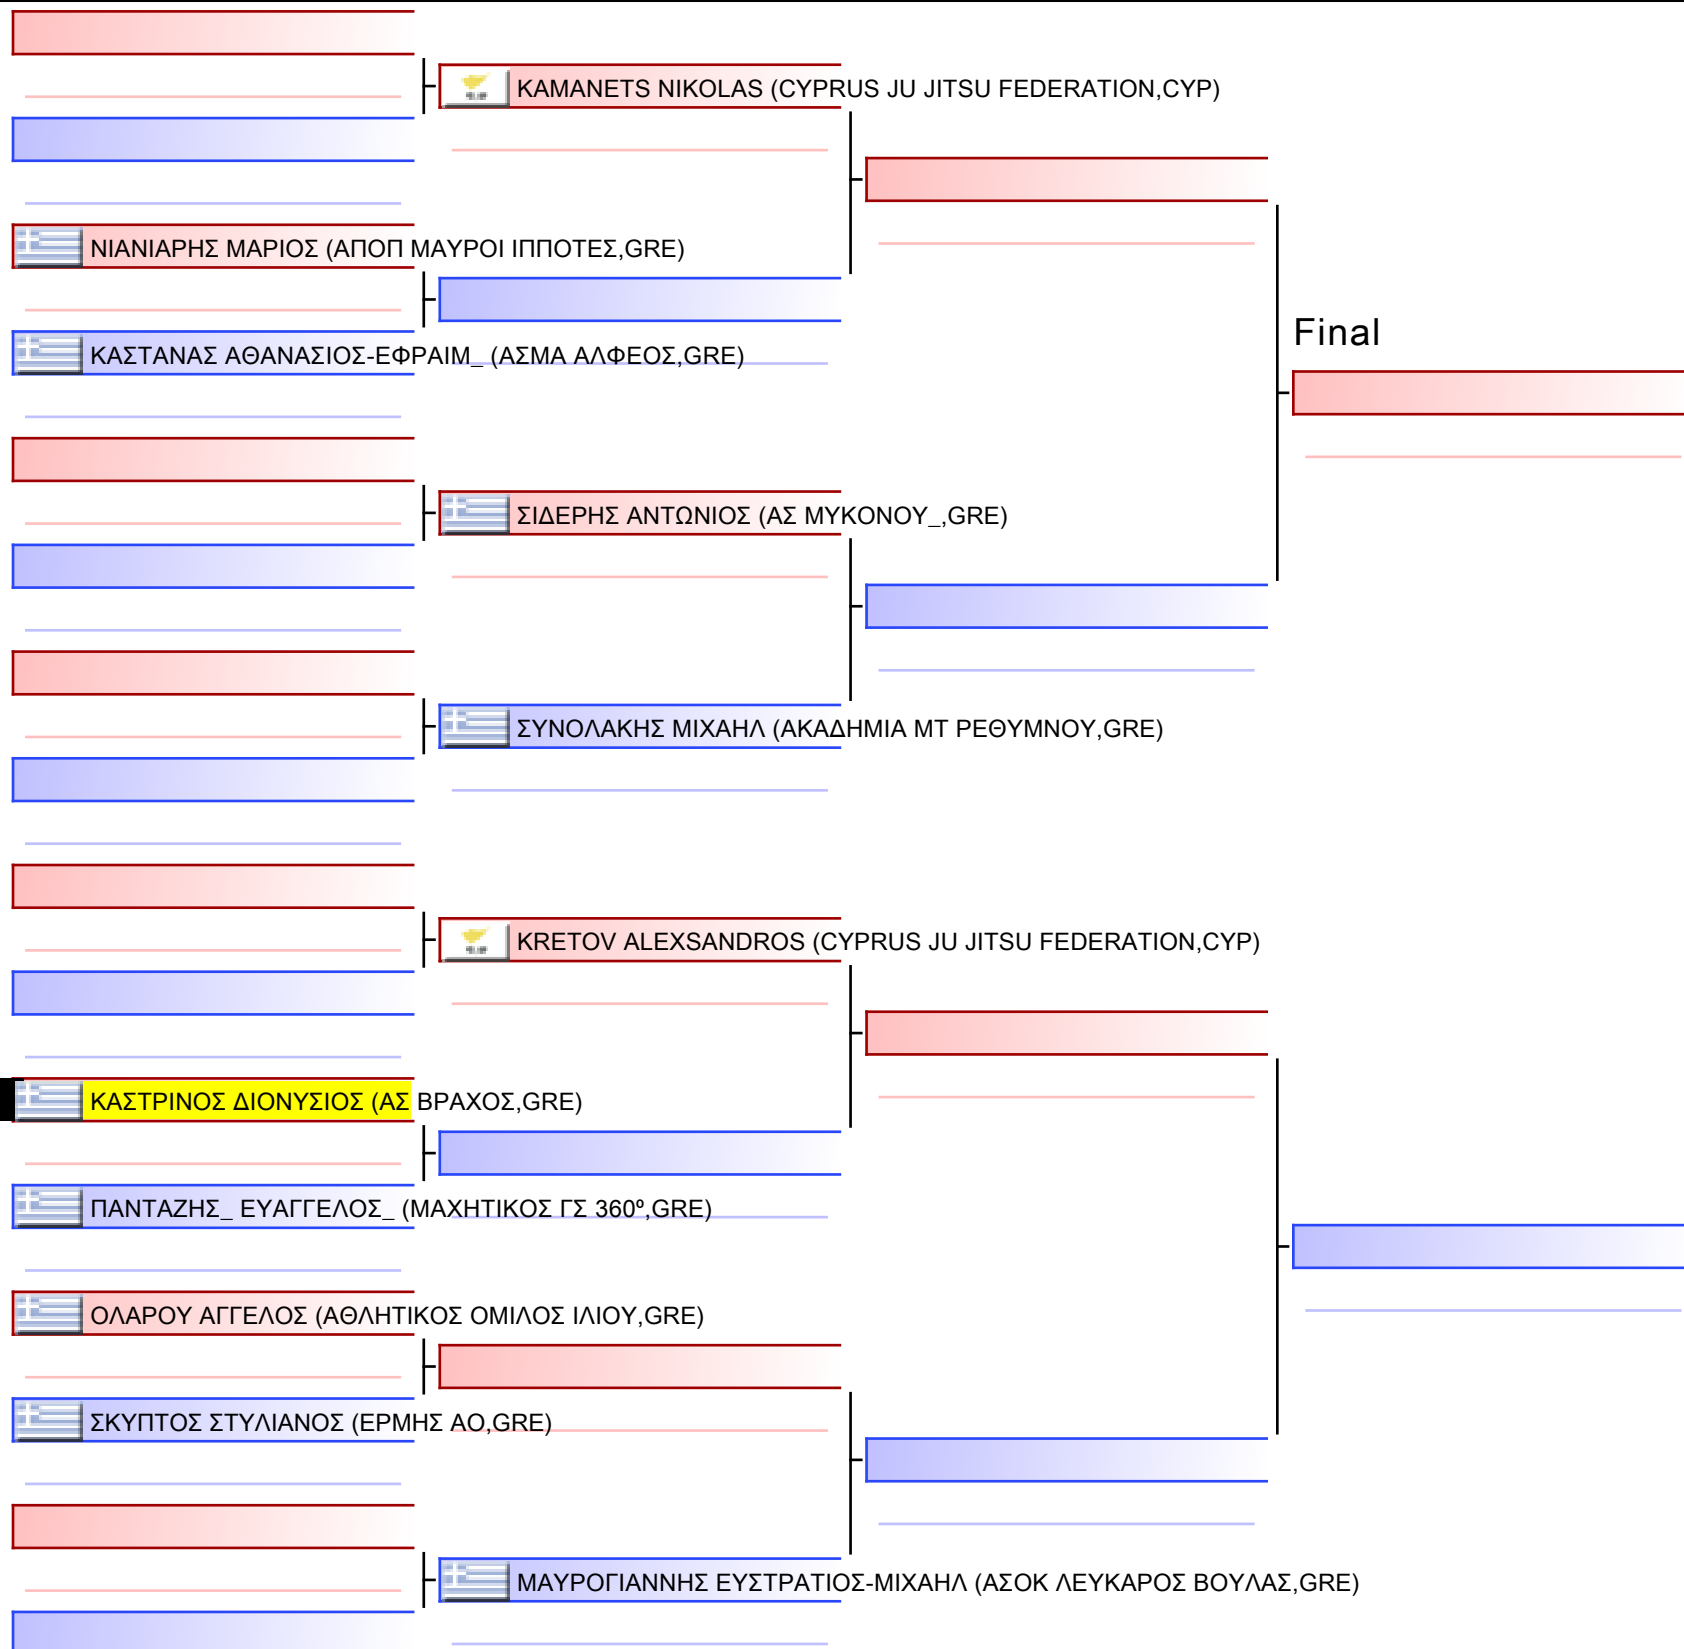 KAMANETS NIKOLAS (CYPRUS JU JITSU FEDERATION,CYP)
ΝΙΑΝΙΑΡΗΣ ΜΑΡΙΟΣ (ΑΠΟΠ ΜΑΥΡΟΙ ΙΠΠΟΤΕΣ,GRE)
Final
ΚΑΣΤΑΝΑΣ ΑΘΑΝΑΣΙΟΣ-ΕΦΡΑΙΜ_ (ΑΣΜΑ ΑΛΦΕΟΣ,GRE)
ΣΙΔΕΡΗΣ ΑΝΤΩΝΙΟΣ (ΑΣ ΜΥΚΟΝΟΥ_,GRE)
ΣΥΝΟΛΑΚΗΣ ΜΙΧΑΗΛ (ΑΚΑΔΗΜΙΑ ΜΤ ΡΕΘΥΜΝΟΥ,GRE)
KRETOV ALEXSANDROS (CYPRUS JU JITSU FEDERATION,CYP)
ΚΑΣΤΡΙΝΟΣ ΔΙΟΝΥΣΙΟΣ (ΑΣ ΒΡΑΧΟΣ,GRE)
ΠΑΝΤΑΖΗΣ_ ΕΥΑΓΓΕΛΟΣ_ (ΜΑΧΗΤΙΚΟΣ ΓΣ 360º,GRE)
ΟΛΑΡΟΥ ΑΓΓΕΛΟΣ (ΑΘΛΗΤΙΚΟΣ ΟΜΙΛΟΣ ΙΛΙΟΥ,GRE)
ΣΚΥΠΤΟΣ ΣΤΥΛΙΑΝΟΣ (ΕΡΜΗΣ ΑΟ,GRE)
ΜΑΥΡΟΓΙΑΝΝΗΣ ΕΥΣΤΡΑΤΙΟΣ-ΜΙΧΑΗΛ (ΑΣΟΚ ΛΕΥΚΑΡΟΣ ΒΟΥΛΑΣ,GRE)